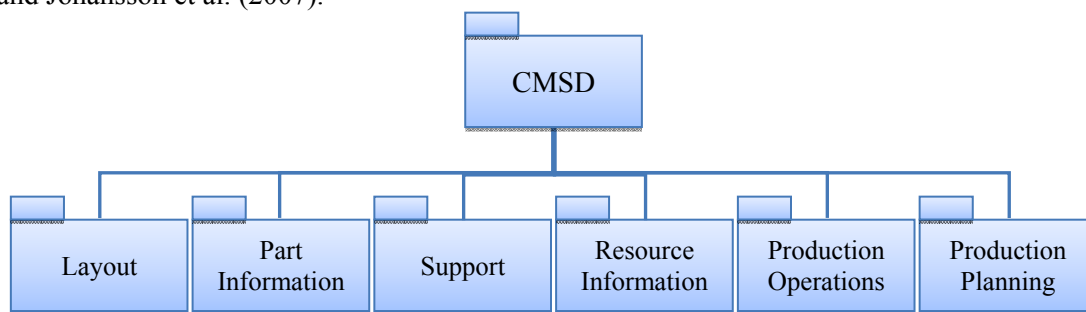 and Johansson et al. (2007).
CMSD
Layout
Part
Information
Support
Resource
Information
Production
Operations
Production
Planning